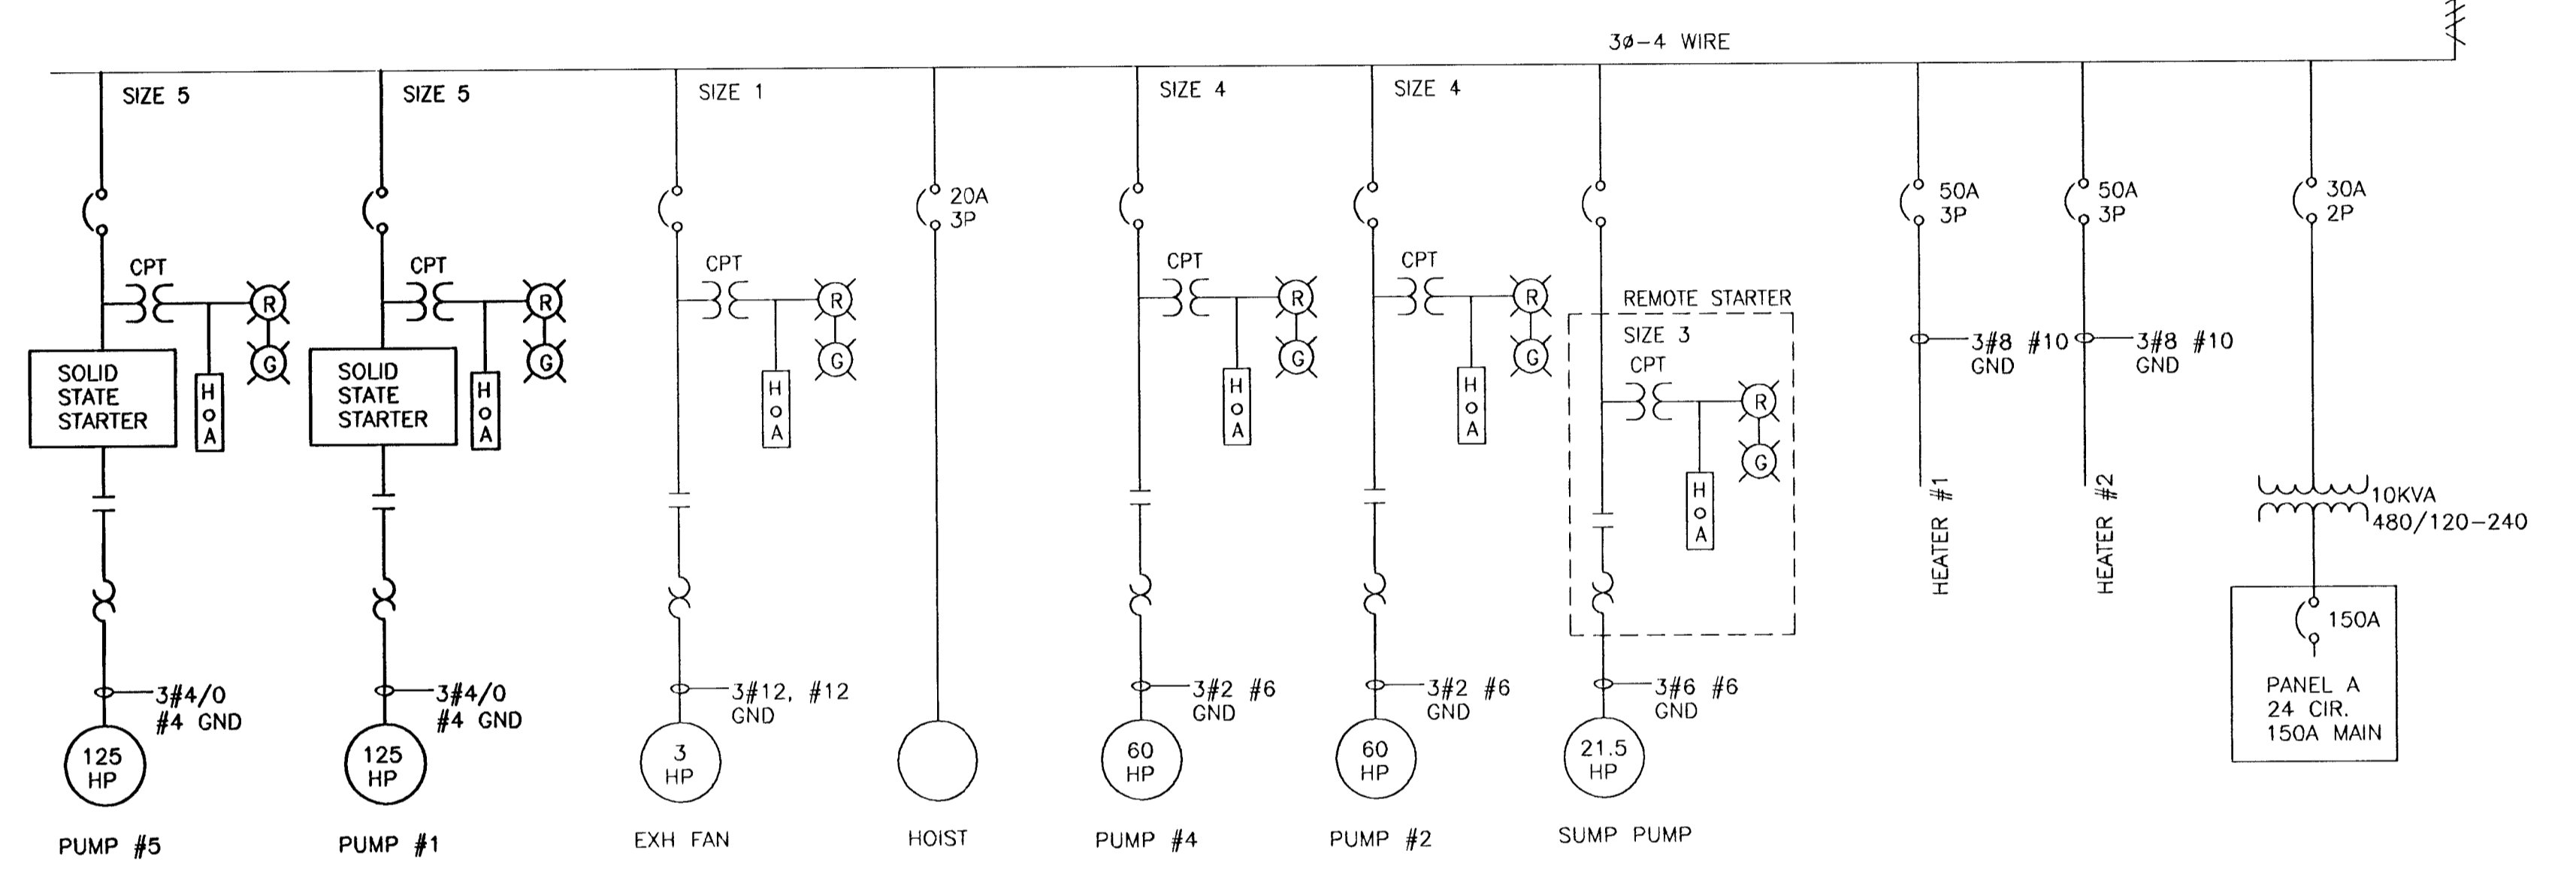 3ø-4 WIRE
SIZE 5
SIZE 5
SIZE 1
SIZE 4
SIZE 4
20A
3P
50A
3P
50A
3P
30A
2P
CPT
R
G
SOLID
STATE
STARTER
H
O
A
CPT
R
G
SOLID
STATE
STARTER
H
O
A
CPT
R
G
H
O
A
CPT
R
G
H
O
A
CPT
R
G
H
O
A
REMOTE STARTER
SIZE 3
CPT
R
G
H
O
A
3#8 #10
GND
3#8 #10
GND
HEATER #1
HEATER #2
10KVA
480/120-240
150A
PANEL A
24 CIR.
150A MAIN
3#4/0
#4 GND
3#4/0
#4 GND
3#12, #12
GND
3#2 #6
GND
3#2 #6
GND
3#6 #6
GND
125
HP
125
HP
3
HP
60
HP
60
HP
21.5
HP
PUMP #5
PUMP #1
EXH FAN
HOIST
PUMP #4
PUMP #2
SUMP PUMP